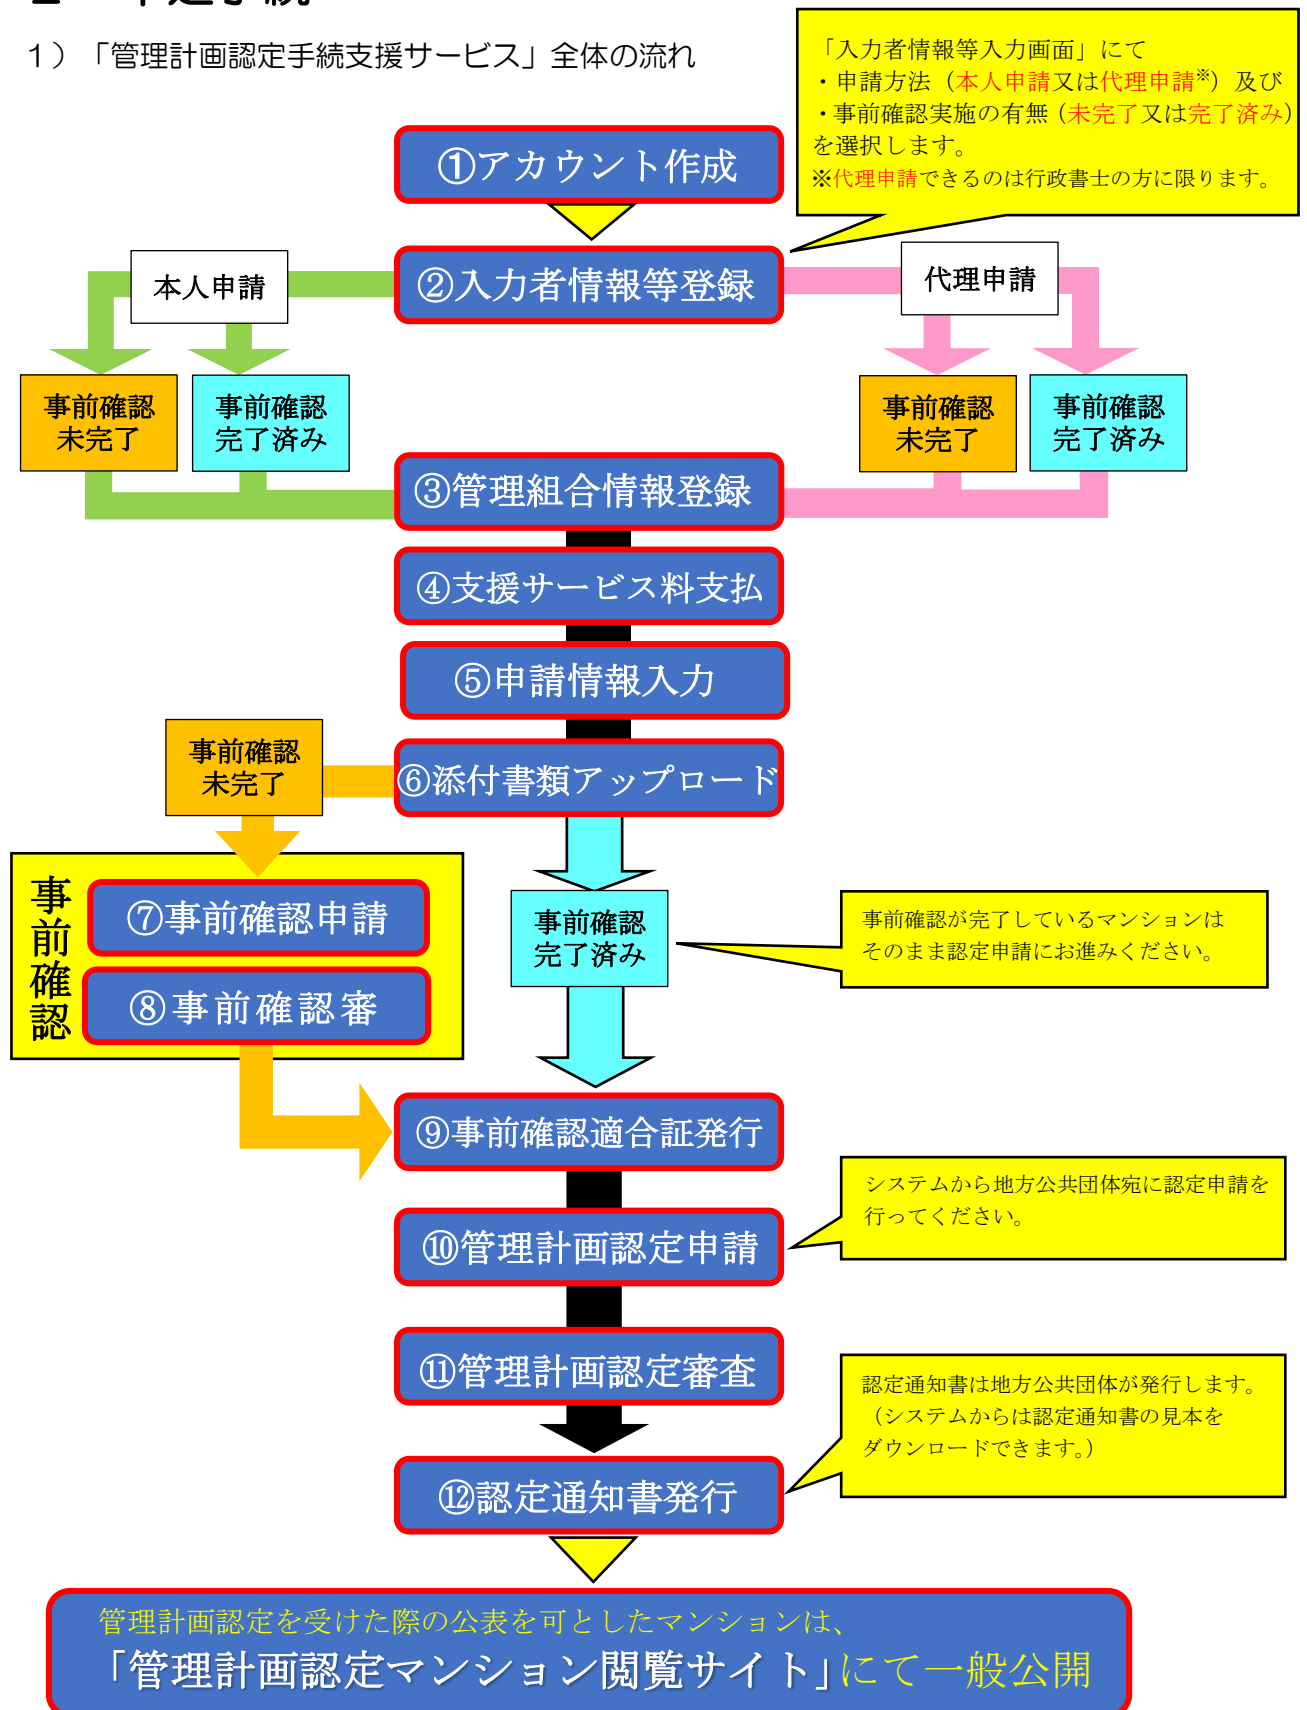 １）「管理計画認定手続支援サービス」全体の流れ
「入力者情報等入力画面」にて
・申請方法（本人申請又は代理申請※）及び
・事前確認実施の有無（未完了又は完了済み）
を選択します。
※代理申請できるのは行政書士の方に限ります。
①アカウント作成
②入力者情報等登録
本人申請
代理申請
事前確認
未完了
事前確認
完了済み
事前確認
未完了
事前確認
完了済み
③管理組合情報登録
④支援サービス料支払
⑤申請情報入力
⑥添付書類アップロード
事前確認
未完了
事前確認
⑦事前確認申請
⑧事前確認審
事前確認
完了済み
事前確認が完了しているマンションは
そのまま認定申請にお進みください。
⑨事前確認適合証発行
⑩管理計画認定申請
システムから地方公共団体宛に認定申請を
行ってください。
⑪管理計画認定審査
⑫認定通知書発行
認定通知書は地方公共団体が発行します。
（システムからは認定通知書の見本を
ダウンロードできます。）
管理計画認定を受けた際の公表を可としたマンションは、
「管理計画認定マンション閲覧サイト」にて一般公開